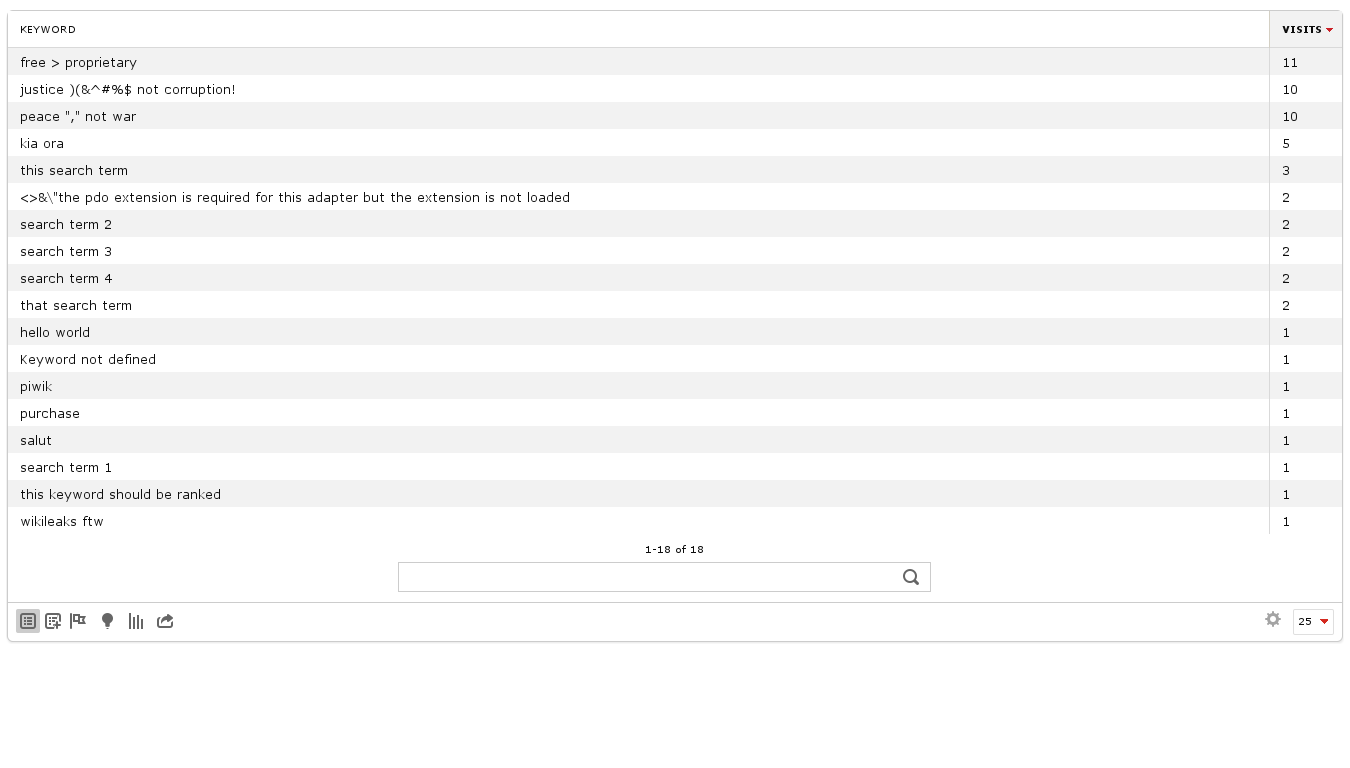 KEYWORD VISITS
free > proprietary 11
justice )(&^#%$ not corruption! 10
peace "," not war 10
kia ora 5
this search term 3
<>&\"the pdo extension is required for this adapter but the extension is not loaded 2
search term 2 2
search term 3 2
search term 4 2
that search term 2
hello world 1
Keyword not defined 1
piwik 1
purchase 1
salut 1
search term 1 1
this keyword should be ranked 1
wikileaks ftw 1
1-18 of 18
25